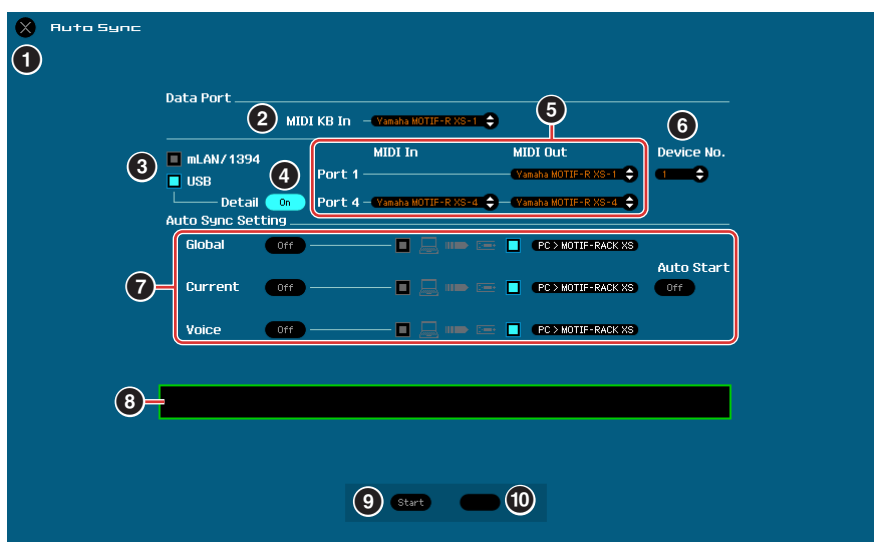 Auto Sync
1
Data Port
5
2 MIDI KB In Yamaha MOTIF-R XS-1
6
MIDI In MIDI Out Device No.
3 mLAN/1394
4 Port 1 Yamaha MOTIF-R XS-1 1
USB
Detail On Port 4 Yamaha MOTIF-R XS-4 Yamaha MOTIF-R XS-4
Auto Sync Setting
Global Off PC > MOTIF-RACK XS
Auto Start
7 Current Off PC > MOTIF-RACK XS Off
Voice Off PC > MOTIF-RACK XS
8
9 Start 10